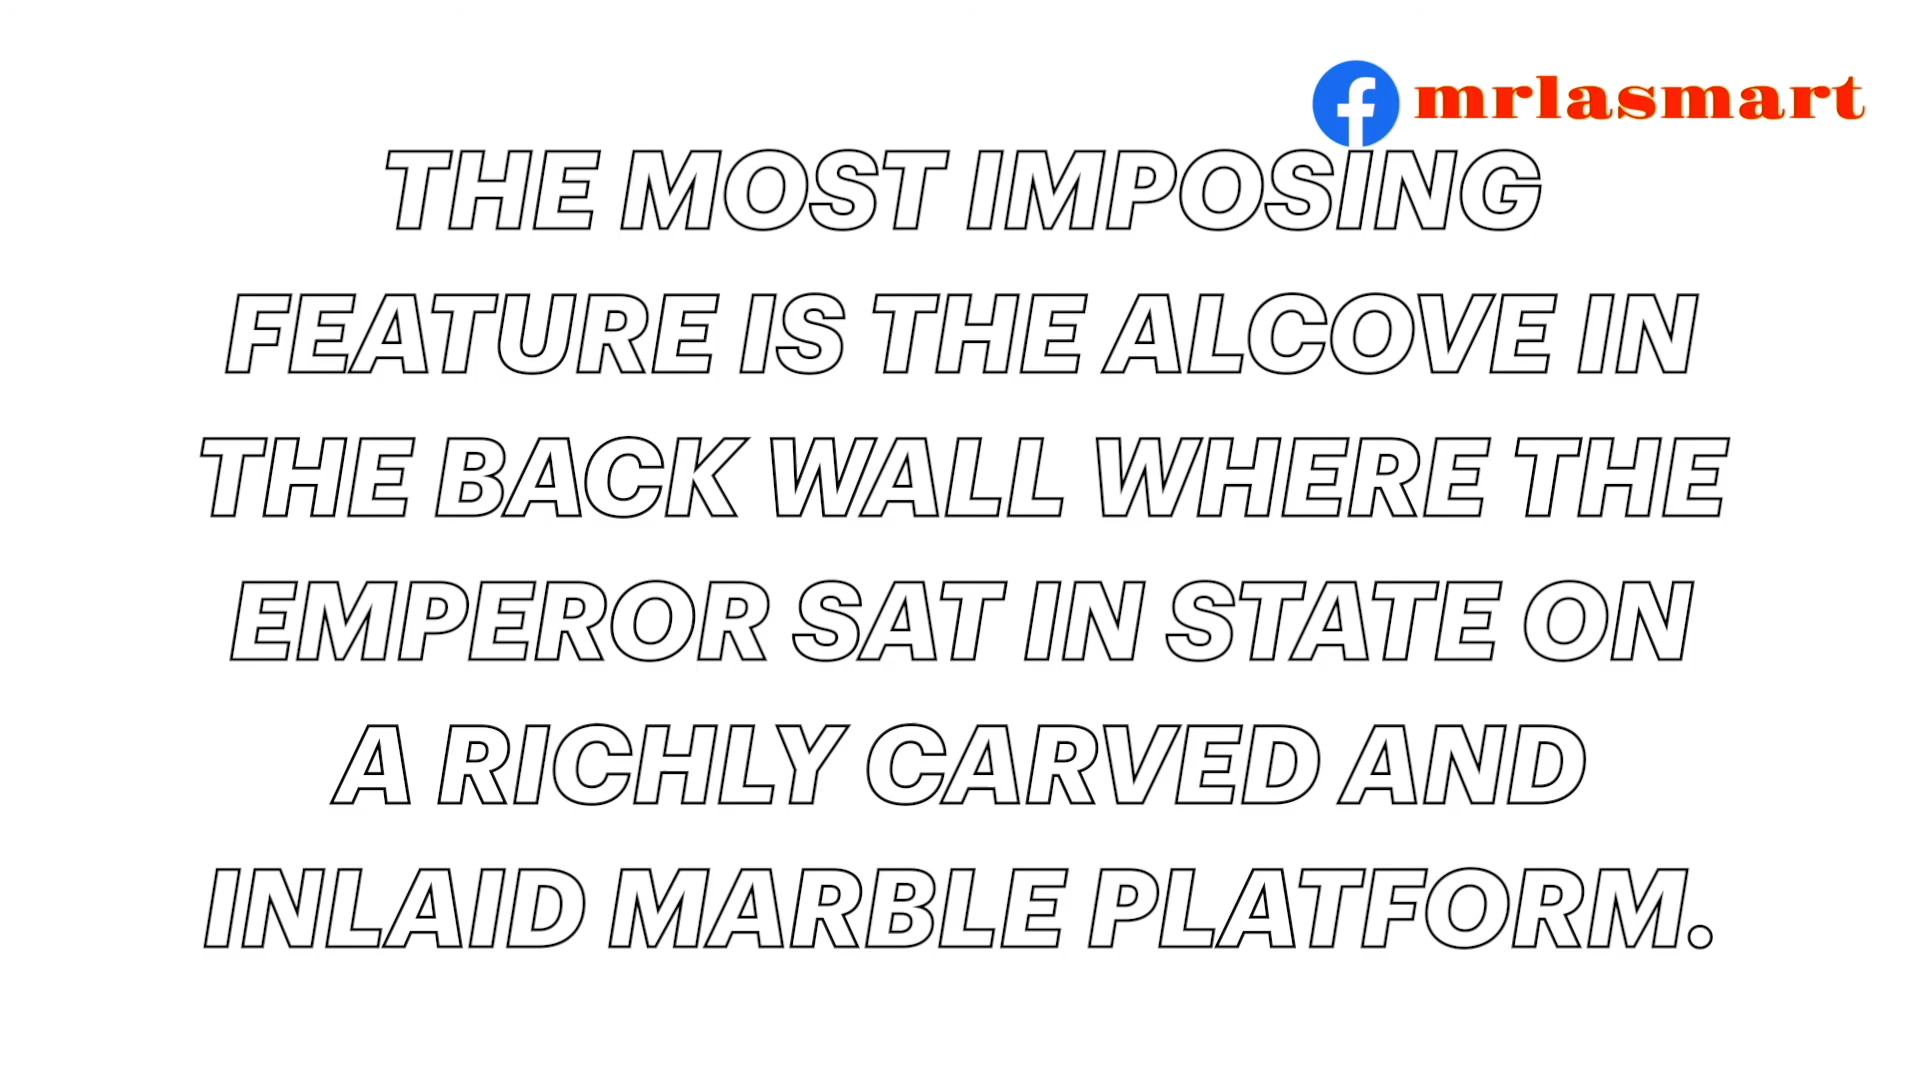 mrlasmart
THE MOST IMPOSING
FEATURE IS THE ALCOVE IN
THE BACK WALL WHERE THE
EMPEROR SAT IN STATE ON
A RICHLY CARVED AND
INLAID MARBLE PLATFORM.